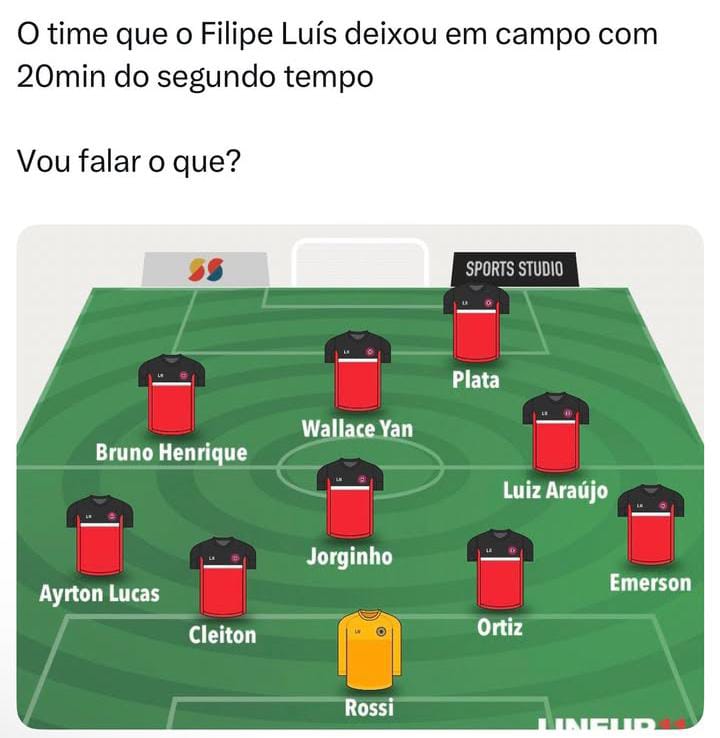 O time que o Filipe Luís deixou em campo com
20min do segundo tempo
Vou falar o que?
SS
SPORTS STUDIO
Plata
Wallace Yan
Bruno Henrique
Luiz Araújo
Jorginho
Emerson
Ayrton Lucas
Ortiz
Cleiton
Rossi
LINEUP11